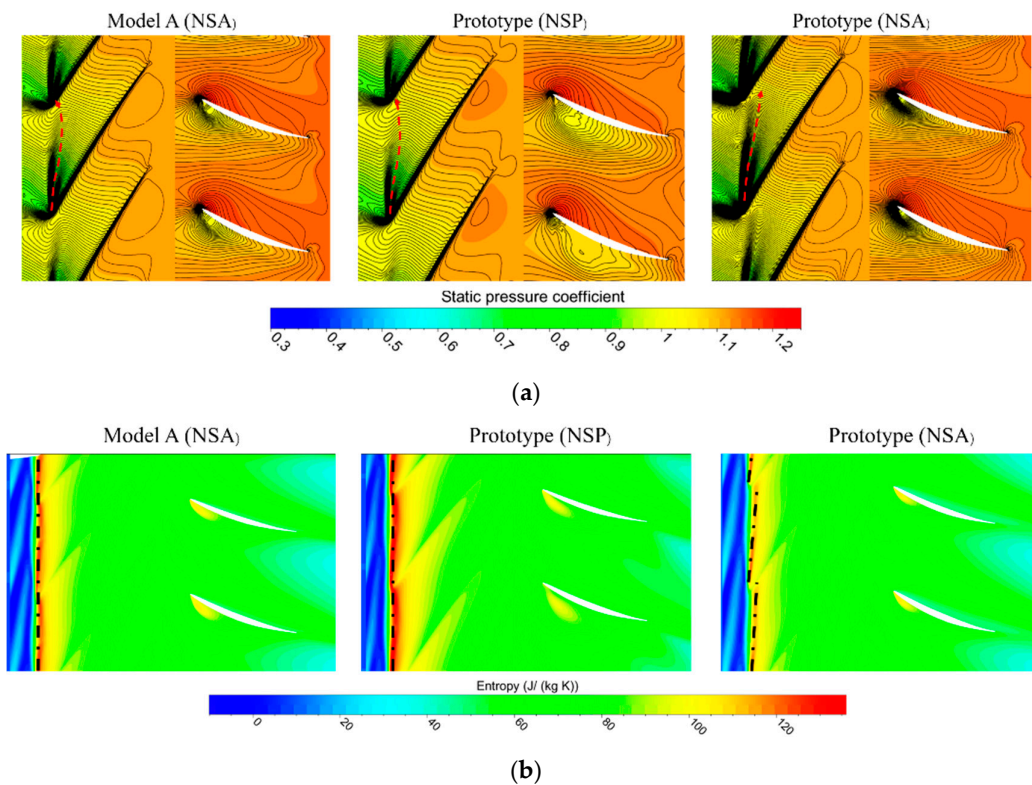 Model A (NSA) Prototype (NSP) Prototype (NSA)
Static pressure coefficient
0.3 0.4 0.5 0.6 0.7 0.8 0.9 1 1.1 1.2
(a)
Model A (NSA) Prototype (NSP) Prototype (NSA)
Entropy (J/ (kg K))
0 20 40 60 80 100 120
(b)